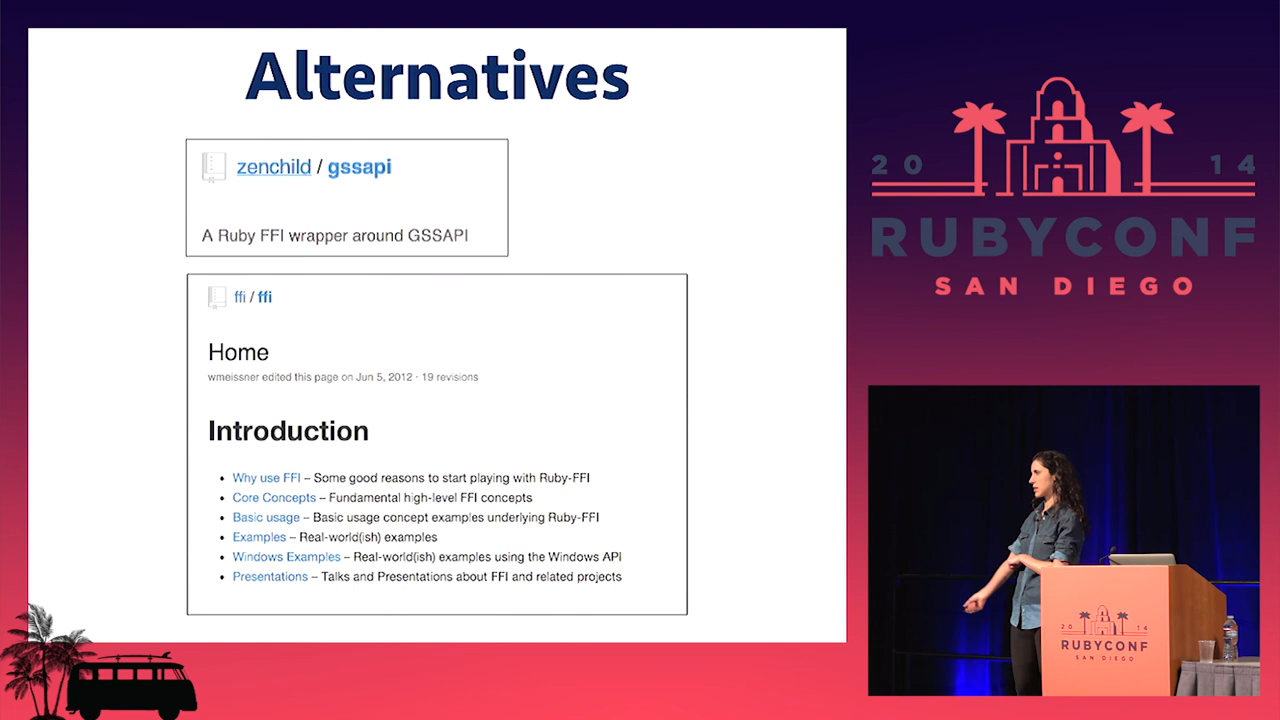 Alternatives
zenchild / gssapi
A Ruby FFI wrapper around GSSAPI
ffi / ffi
Home
wmeissner edited this page on Jun 5, 2012 · 19 revisions
Introduction
• Why use FFI – Some good reasons to start playing with Ruby-FFI
• Core Concepts – Fundamental high-level FFI concepts
• Basic usage – Basic usage concept examples underlying Ruby-FFI
• Examples – Real-world(ish) examples
• Windows Examples – Real-world(ish) examples using the Windows API
• Presentations – Talks and Presentations about FFI and related projects
20 14
RUBYCONF
SAN DIEGO
20 14
RUBYCONF
SAN DIEGO